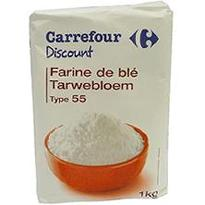 Carrefour
Discount
Farine de blé
Tarwebloem
Type 55
1kg